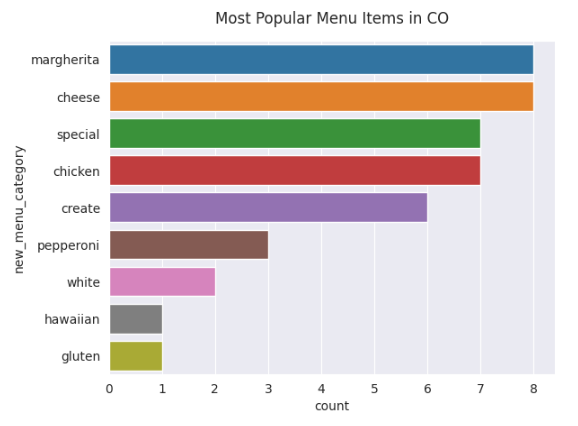 Most Popular Menu Items in CO
new_menu_category
margherita
cheese
special
chicken
create
pepperoni
white
hawaiian
gluten
0 1 2 3 4 5 6 7 8
count